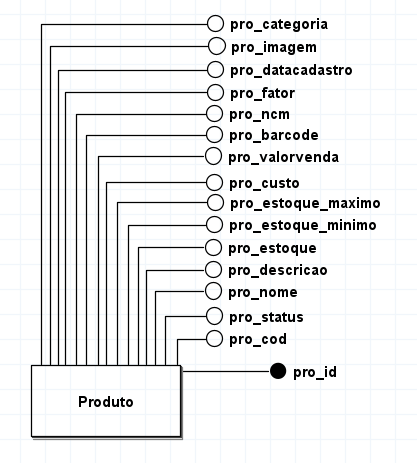 pro_categoria
pro_imagem
pro_datacadastro
pro_fator
pro_ncm
pro_barcode
pro_valorvenda
pro_custo
pro_estoque_maximo
pro_estoque_minimo
pro_estoque
pro_descricao
pro_nome
pro_status
pro_cod
pro_id
Produto